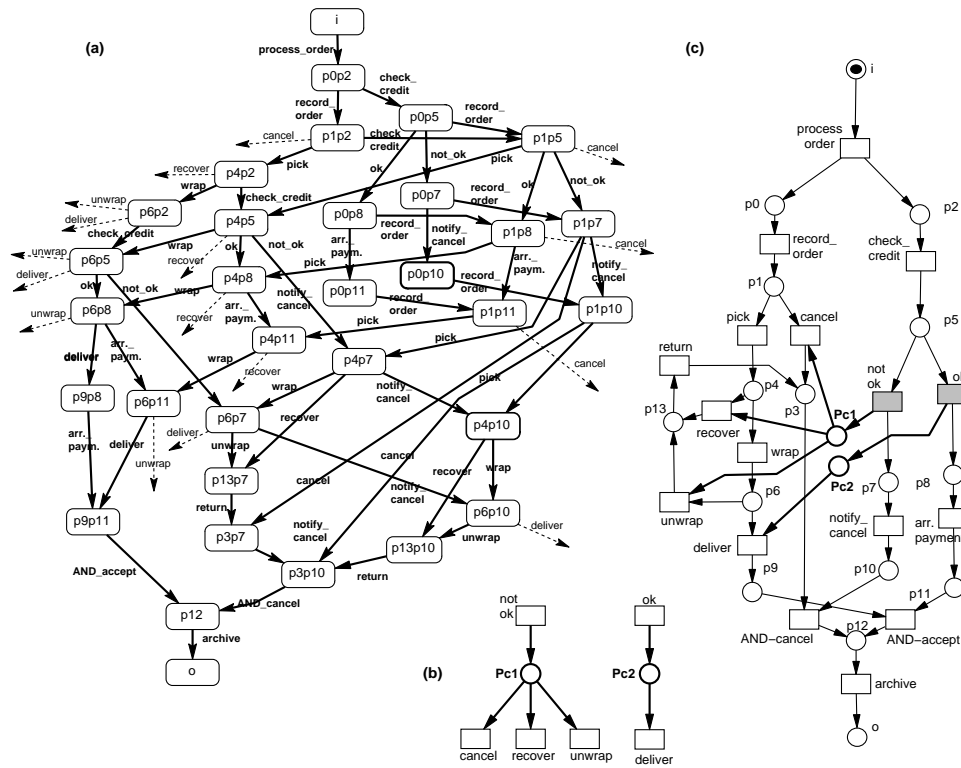 (a)
i
process_order
p0p2
check_
credit
record_
order
p0p5
record_
order
p1p2
cancel
check_
credit
p1p5
cancel
recover
pick
p4p2
wrap
ok
not_ok
pick
ok
not_ok
unwrap
deliver
p6p2
check_credit
check_credit
p4p5
p0p7
record_
order
p0p8
record_
order
p1p8
p1p7
unwrap
deliver
p6p5
wrap
recover
ok
not_ok
arr._
paym.
notify_
cancel
cancel
pick
p4p8
p0p10
record_
order
arr._
paym.
notify_
cancel
ok
not_ok
wrap
p0p11
record
order
p1p11
p1p10
unwrap
p6p8
recover
arr._
paym.
notify_
cancel
p4p11
pick
pick
cancel
deliver
arr._
paym.
wrap
recover
p4p7
pick
p9p8
p6p11
p6p7
wrap
recover
notify_
cancel
p4p10
arr._
paym.
deliver
unwrap
deliver
unwrap
p13p7
cancel
cancel
notify_
cancel
recover
wrap
return
p9p11
p3p7
notify_
cancel
p6p10
deliver
unwrap
p13p10
return
AND_accept
p3p10
AND_cancel
p12
archive
o
(b)
not
ok
ok
Pc1
Pc2
cancel
recover
unwrap
deliver
(c)
i
process
order
p0
p2
record_
order
check_
credit
p1
pick
cancel
p5
return
not
ok
ok
p4
p3
p13
Pc1
recover
wrap
Pc2
p6
p7
p8
unwrap
deliver
notify_
cancel
arr.
payment
p9
p10
p11
AND-cancel
p12
AND-accept
archive
o